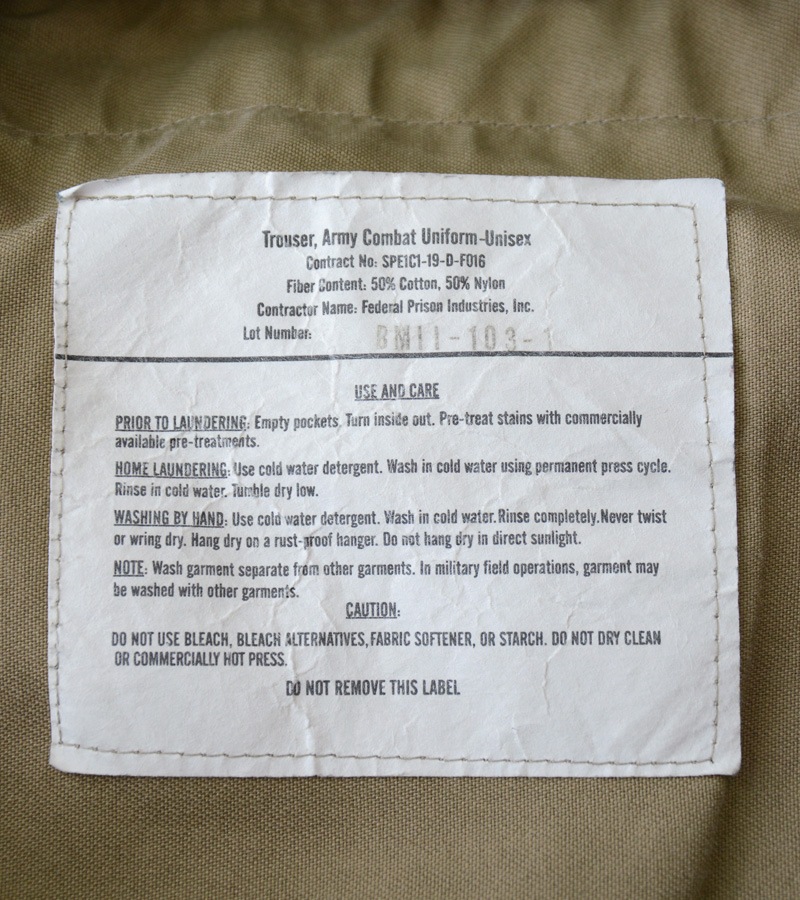 Trouser, Army Combat Uniform-Unisex
Contract No: SPE1C1-19-D-F016
Fiber Content: 50% Cotton, 50% Nylon
Contractor Name: Federal Prison Industries, Inc.
Lot Number: BM11-103-1
USE AND CARE
PRIOR TO LAUNDERING: Empty pockets. Turn inside out. Pre-treat stains with commercially
available pre-treatments.
HOME LAUNDERING: Use cold water detergent. Wash in cold water using permanent press cycle.
Rinse in cold water. Tumble dry low.
WASHING BY HAND: Use cold water detergent. Wash in cold water. Rinse completely. Never twist
or wring dry. Hang dry on a rust-proof hanger. Do not hang dry in direct sunlight.
NOTE: Wash garment separate from other garments. In military field operations, garment may
be washed with other garments.
CAUTION:
DO NOT USE BLEACH, BLEACH ALTERNATIVES, FABRIC SOFTENER, OR STARCH. DO NOT DRY CLEAN
OR COMMERCIALLY HOT PRESS.
DO NOT REMOVE THIS LABEL